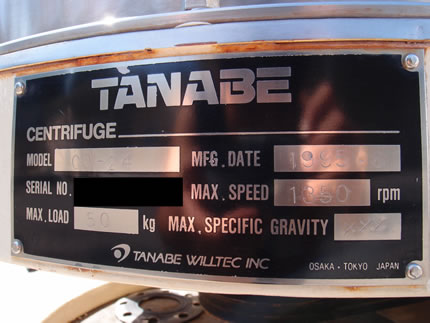 TANABE
CENTRIFUGE
MODEL MFG. DATE
SERIAL NO. MAX. SPEED rpm
MAX. LOAD 50 kg MAX. SPECIFIC GRAVITY
TANABE WILLTEC INC OSAKA・TOKYO JAPAN